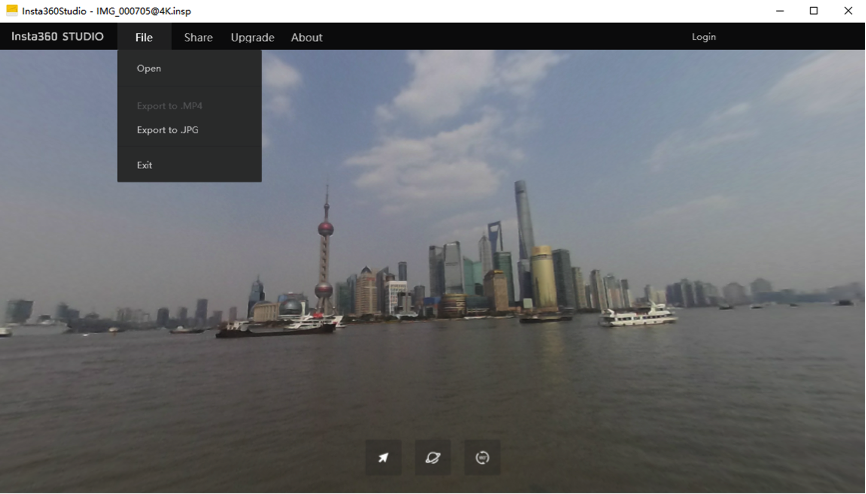 Insta360Studio - IMG_000705@4K.insp
Insta360 STUDIO File Share Upgrade About Login
Open
Export to .MP4
Export to .JPG
Exit